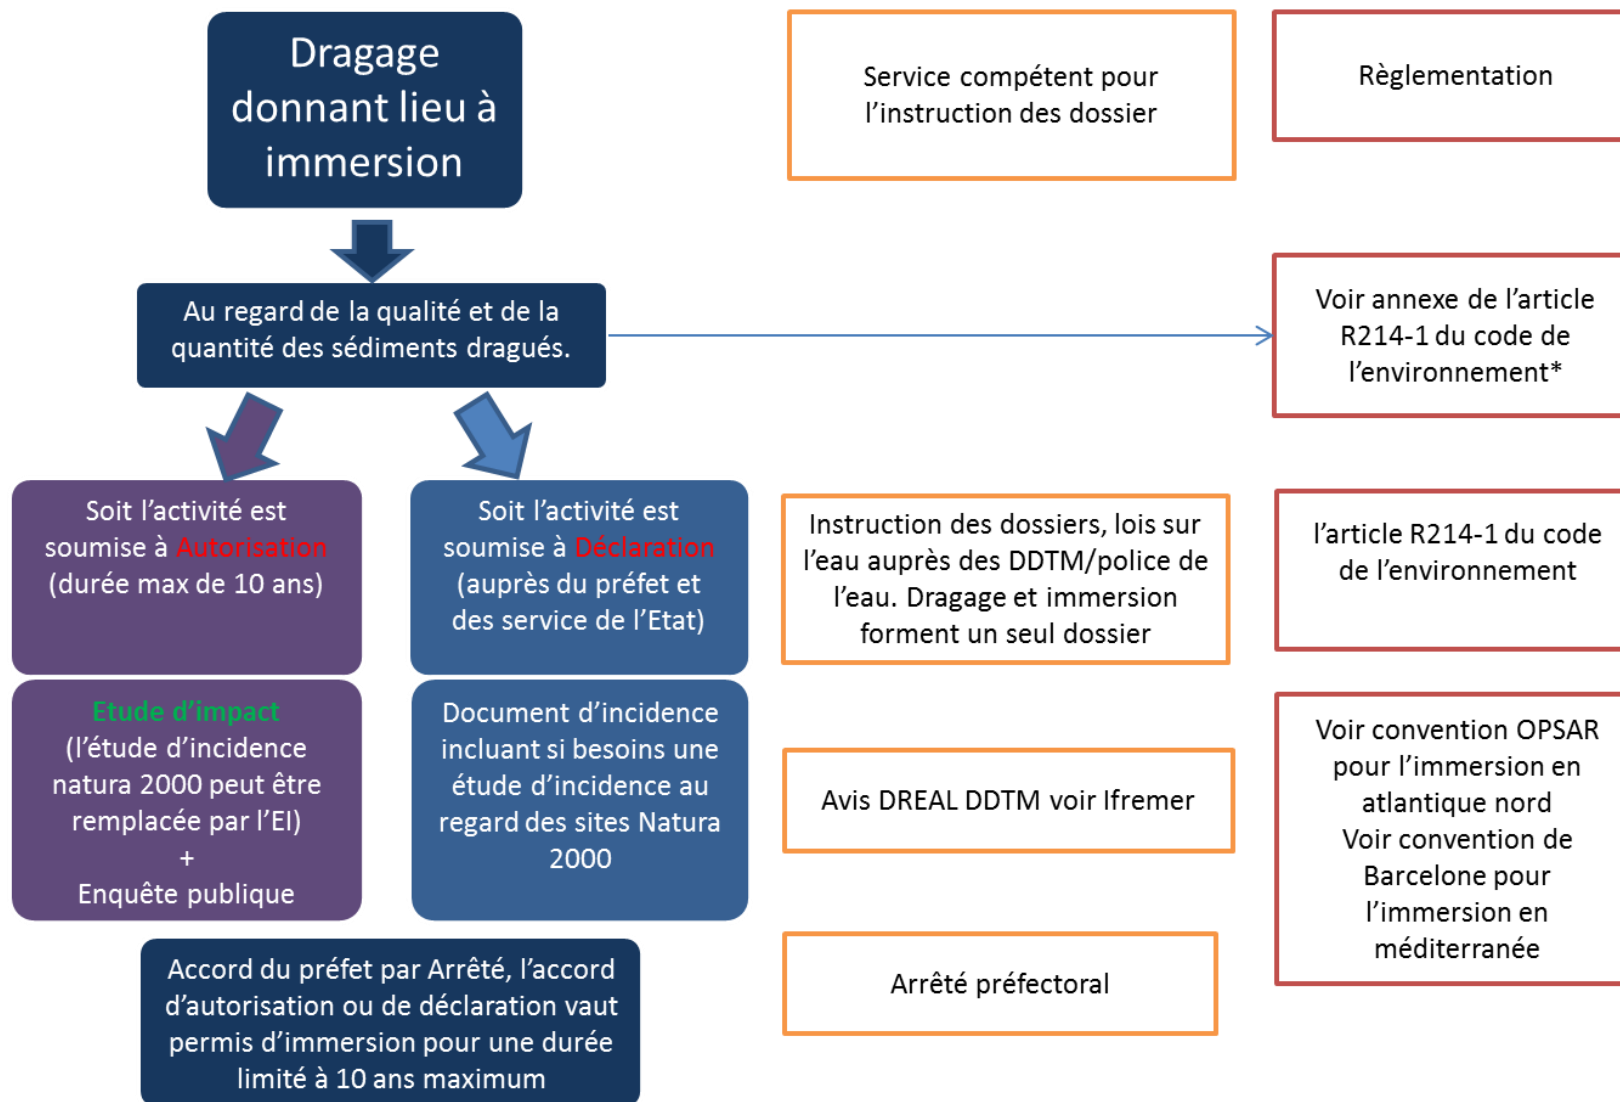 Dragage
donnant lieu à
immersion
Service compétent pour
l’instruction des dossier
Règlementation
Au regard de la qualité et de la
quantité des sédiments dragués.
Voir annexe de l’article
R214-1 du code de
l’environnement*
Soit l’activité est
soumise à Autorisation
(durée max de 10 ans)
Soit l’activité est
soumise à Déclaration
(auprès du préfet et
des service de l’Etat)
Instruction des dossiers, lois sur
l’eau auprès des DDTM/police de
l’eau. Dragage et immersion
forment un seul dossier
l’article R214-1 du code
de l’environnement
Etude d’impact
(l’étude d’incidence
natura 2000 peut être
remplacée par l’EI)
+
Enquête publique
Document d’incidence
incluant si besoins une
étude d’incidence au
regard des sites Natura
2000
Avis DREAL DDTM voir Ifremer
Voir convention OPSAR
pour l’immersion en
atlantique nord
Voir convention de
Barcelone pour
l’immersion en
méditerranée
Accord du préfet par Arrêté, l’accord
d’autorisation ou de déclaration vaut
permis d’immersion pour une durée
limité à 10 ans maximum
Arrêté préfectoral